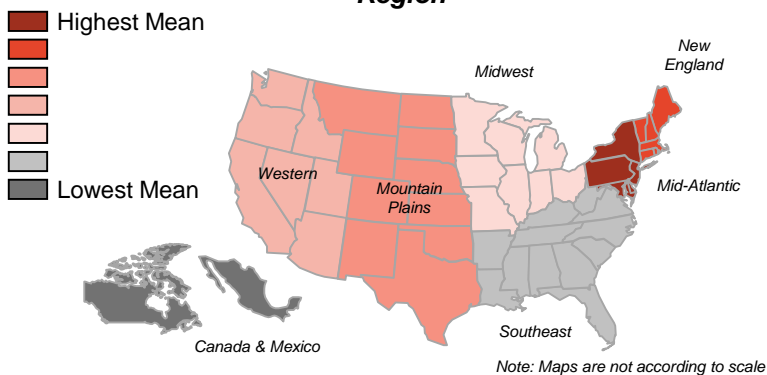 Region
Highest Mean
Lowest Mean
New
England
Midwest
Western
Mountain
Plains
Mid-Atlantic
Southeast
Canada & Mexico
Note: Maps are not according to scale